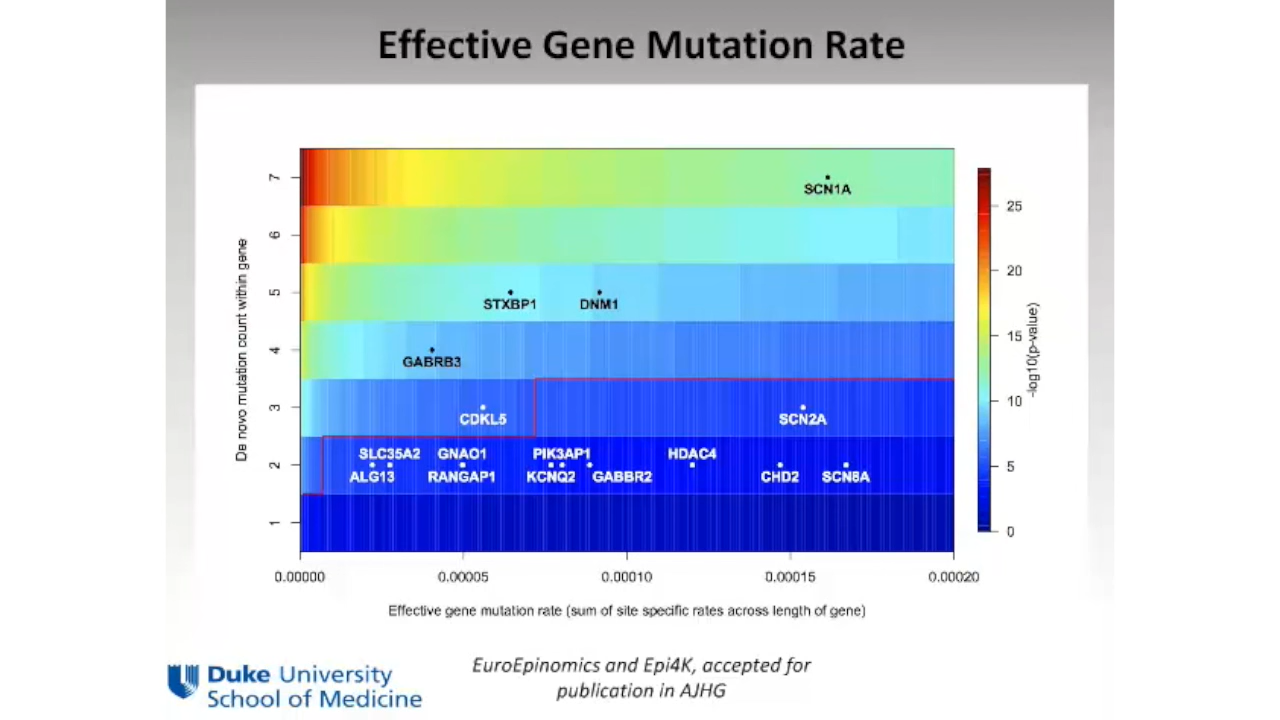 Effective Gene Mutation Rate
De novo mutation count within gene
7
6
5
4
3
2
1
SCN1A
STXBP1 DNM1
GABRB3
CDKL5 SCN2A
SLC35A2 GNAO1 PIK3AP1 HDAC4
ALG13 RANGAP1 KCNQ2 GABBR2 CHD2 SCN8A
0.00000 0.00005 0.00010 0.00015 0.00020
Effective gene mutation rate (sum of site specific rates across length of gene)
25
20
15
10
5
0
-log10(p-value)
Duke University
School of Medicine
EuroEpinomics and Epi4K, accepted for
publication in AJHG